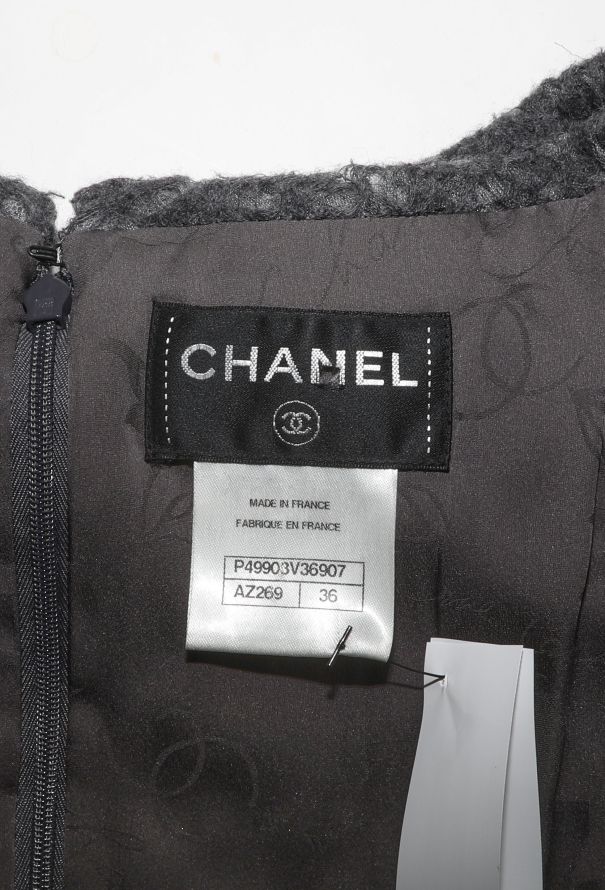 CHANEL
MADE IN FRANCE
FABRIQUE EN FRANCE
P49903V36907
AZ269 36